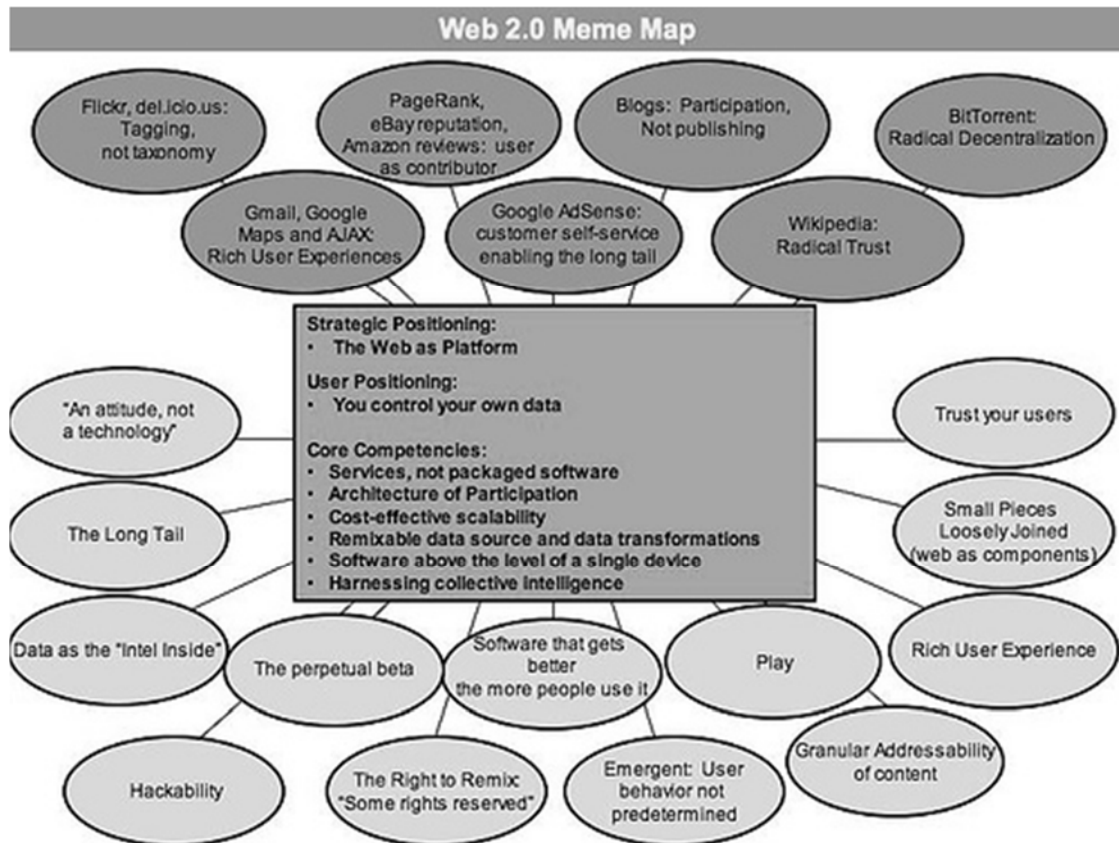 Web 2.0 Meme Map
Flickr, del.icio.us:
Tagging,
not taxonomy
PageRank,
eBay reputation,
Amazon reviews: user
as contributor
Blogs: Participation,
Not publishing
BitTorrent:
Radical Decentralization
Gmail, Google
Maps and AJAX:
Rich User Experiences
Google AdSense:
customer self-service
enabling the long tail
Wikipedia:
Radical Trust
Strategic Positioning:
• The Web as Platform
User Positioning:
• You control your own data
Core Competencies:
• Services, not packaged software
• Architecture of Participation
• Cost-effective scalability
• Remixable data source and data transformations
• Software above the level of a single device
• Harnessing collective intelligence
"An attitude, not
a technology"
Trust your users
The Long Tail
Small Pieces
Loosely Joined
(web as components)
Data as the "Intel Inside"
The perpetual beta
Software that gets
better
the more people use it
Play
Rich User Experience
Hackability
The Right to Remix:
"Some rights reserved"
Emergent: User
behavior not
predetermined
Granular Addressability
of content